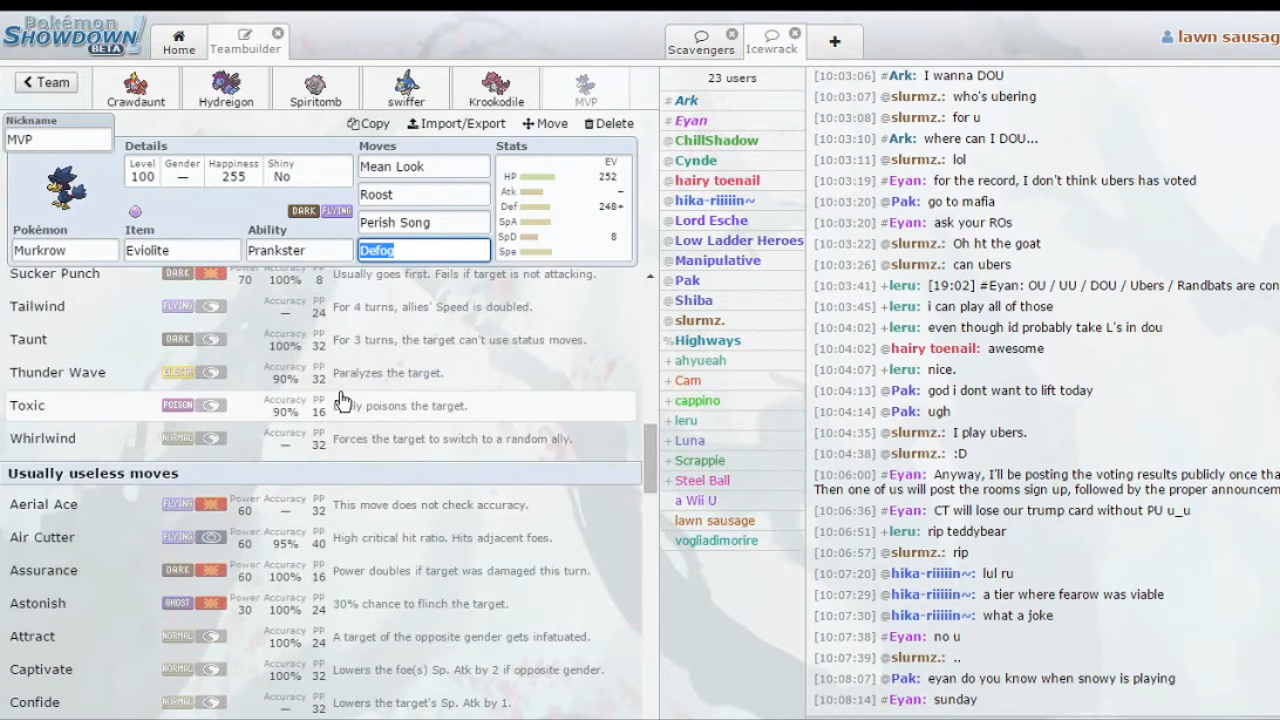 Pokémon
Showdown!
BETA
Home
Teambuilder
Scavengers
Icewrack
lawn sausag
< Team
Crawdaunt
Hydreigon
Spiritomb
swiffer
Krookodile
MVP
Nickname
MVP
Copy
Import/Export
Move
Delete
Details
Level Gender Happiness Shiny
100 — 255 No
DARK FLYING
Pokémon
Murkrow
Item
Eviolite
Ability
Prankster
Moves
Mean Look
Roost
Perish Song
Defog
Stats
EV
HP 252
Atk –
Def 248+
SpA
SpD 8
Spe
Sucker Punch DARK Power 70 Accuracy 100% PP 8 Usually goes first. Fails if target is not attacking.
Tailwind FLYING Accuracy — PP 24 For 4 turns, allies' Speed is doubled.
Taunt DARK Accuracy 100% PP 32 For 3 turns, the target can't use status moves.
Thunder Wave ELECTR Accuracy 90% PP 32 Paralyzes the target.
Toxic POISON Accuracy 90% PP 16 poisons the target.
Whirlwind NORMAL Accuracy — PP 32 Forces the target to switch to a random ally.
Usually useless moves
Aerial Ace FLYING Power 60 Accuracy — PP 32 This move does not check accuracy.
Air Cutter FLYING Power 60 Accuracy 95% PP 40 High critical hit ratio. Hits adjacent foes.
Assurance DARK Power 60 Accuracy 100% PP 16 Power doubles if target was damaged this turn.
Astonish GHOST Power 30 Accuracy 100% PP 24 30% chance to flinch the target.
Attract NORMAL Accuracy 100% PP 24 A target of the opposite gender gets infatuated.
Captivate NORMAL Accuracy 100% PP 32 Lowers the foe(s) Sp. Atk by 2 if opposite gender.
Confide NORMAL Accuracy — PP 32 Lowers the target's Sp. Atk by 1.
23 users
#Ark
#Eyan
@ChillShadow
@Cynde
@hairy toenail
@hika-riiiiin~
@Lord Esche
@Low Ladder Heroes
@Manipulative
@Pak
@Shiba
@slurmz.
%Highways
+ahyueah
+Cam
+cappino
+leru
+Luna
+Scrappie
+Steel Ball
a Wii U
lawn sausage
vogliadimorire
[10:03:06] #Ark: I wanna DOU
[10:03:07] @slurmz.: who's ubering
[10:03:08] @slurmz.: for u
[10:03:10] #Ark: where can I DOU...
[10:03:11] @slurmz.: lol
[10:03:19] #Eyan: for the record, I don't think ubers has voted
[10:03:20] @Pak: go to mafia
[10:03:20] #Eyan: ask your ROs
[10:03:22] @slurmz.: Oh ht the goat
[10:03:26] @slurmz.: can ubers
[10:03:41] +leru: [19:02] #Eyan: OU / UU / DOU / Ubers / Randbats are con
[10:03:45] +leru: i can play all of those
[10:04:02] +leru: even though id probably take L's in dou
[10:04:02] @hairy toenail: awesome
[10:04:07] +leru: nice.
[10:04:13] @Pak: god i dont want to lift today
[10:04:14] @Pak: ugh
[10:04:35] @slurmz.: I play ubers.
[10:04:38] @slurmz.: :D
[10:06:00] #Eyan: Anyway, I'll be posting the voting results publicly once tha
Then one of us will post the rooms sign up, followed by the proper announcem
[10:06:36] #Eyan: CT will lose our trump card without PU u_u
[10:06:51] +leru: rip teddybear
[10:06:57] @slurmz.: rip
[10:07:20] @hika-riiiiin~: lul ru
[10:07:29] @hika-riiiiin~: a tier where fearow was viable
[10:07:30] @hika-riiiiin~: what a joke
[10:07:38] #Eyan: no u
[10:07:39] @slurmz.: ..
[10:08:07] @Pak: eyan do you know when snowy is playing
[10:08:14] #Eyan: sunday